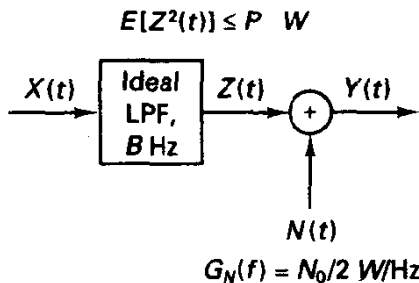 E[Z²(t)] ≤ P W
X(t)
Ideal
LPF,
B Hz
Z(t)
+
Y(t)
N(t)
G_N(f) = N₀/2 W/Hz